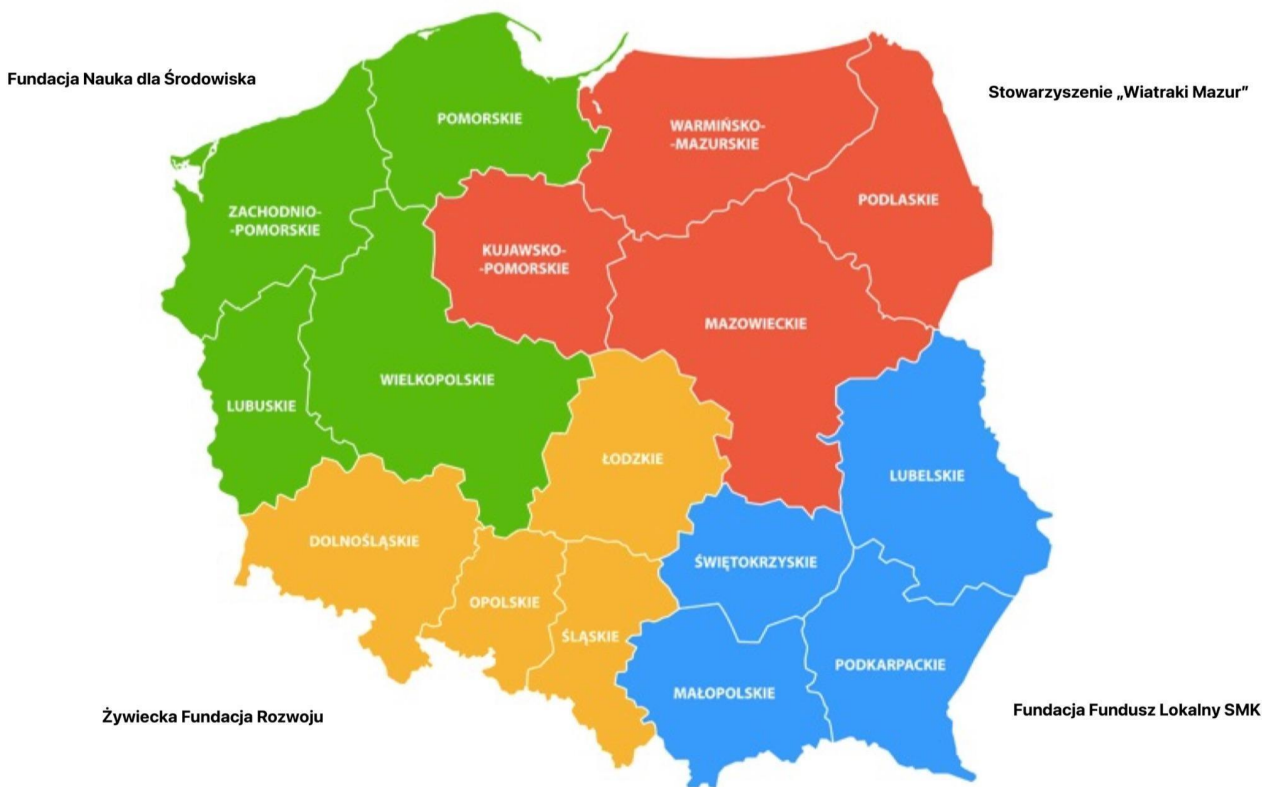 Fundacja Nauka dla Środowiska
Stowarzyszenie „Wiatraki Mazur”
POMORSKIE
WARMIŃSKO-
-MAZURSKIE
ZACHODNIO-
-POMORSKIE
PODLASKIE
KUJAWSKO-
-POMORSKIE
MAZOWIECKIE
WIELKOPOLSKIE
LUBUSKIE
ŁODZKIE
LUBELSKIE
DOLNOŚLĄSKIE
ŚWIĘTOKRZYSKIE
OPOLSKIE
ŚLĄSKIE
PODKARPACKIE
MAŁOPOLSKIE
Żywiecka Fundacja Rozwoju
Fundacja Fundusz Lokalny SMK